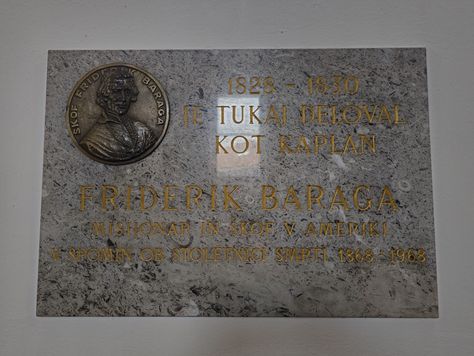 ŠKOF FRIDERIK BARAGA
1828 - 1830
JE TUKAJ DELOVAL
KOT KAPLAN
FRIDERIK BARAGA
MISIJONAR IN ŠKOF V AMERIKI
V SPOMIN OB STOLETNICI SMRTI 1868-1968